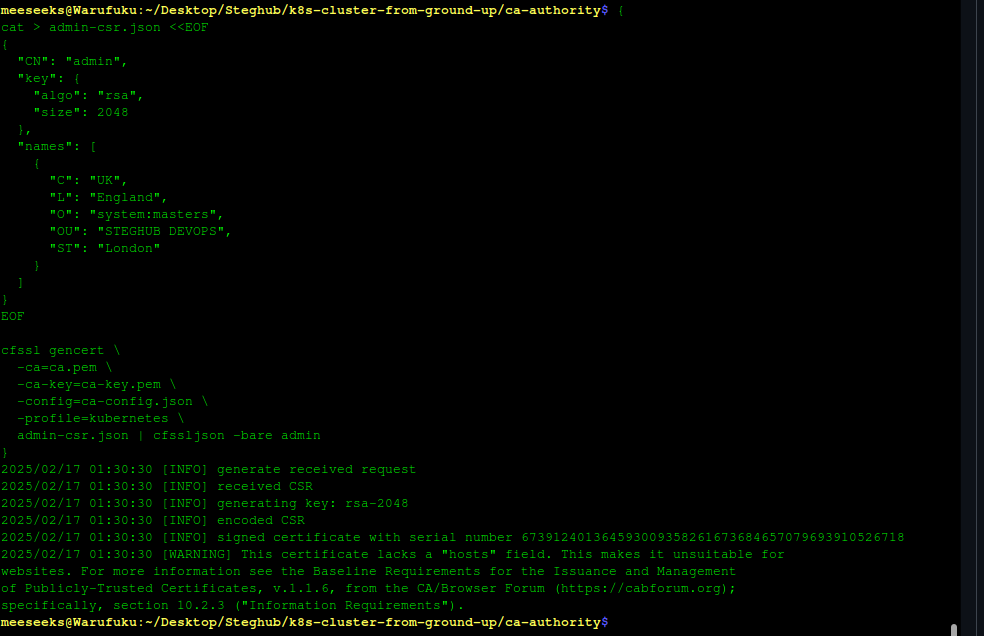 meeseeks@Warufuku:~/Desktop/Steghub/k8s-cluster-from-ground-up/ca-authority$ {
cat > admin-csr.json <<EOF
{
  "CN": "admin",
  "key": {
    "algo": "rsa",
    "size": 2048
  },
  "names": [
    {
      "C": "UK",
      "L": "England",
      "O": "system:masters",
      "OU": "STEGHUB DEVOPS",
      "ST": "London"
    }
  ]
}
EOF

cfssl gencert \
  -ca=ca.pem \
  -ca-key=ca-key.pem \
  -config=ca-config.json \
  -profile=kubernetes \
  admin-csr.json | cfssljson -bare admin
}
2025/02/17 01:30:30 [INFO] generate received request
2025/02/17 01:30:30 [INFO] received CSR
2025/02/17 01:30:30 [INFO] generating key: rsa-2048
2025/02/17 01:30:30 [INFO] encoded CSR
2025/02/17 01:30:30 [INFO] signed certificate with serial number 673912401364593009358261673684657079693910526718
2025/02/17 01:30:30 [WARNING] This certificate lacks a "hosts" field. This makes it unsuitable for
websites. For more information see the Baseline Requirements for the Issuance and Management
of Publicly-Trusted Certificates, v.1.1.6, from the CA/Browser Forum (https://cabforum.org);
specifically, section 10.2.3 ("Information Requirements").
meeseeks@Warufuku:~/Desktop/Steghub/k8s-cluster-from-ground-up/ca-authority$